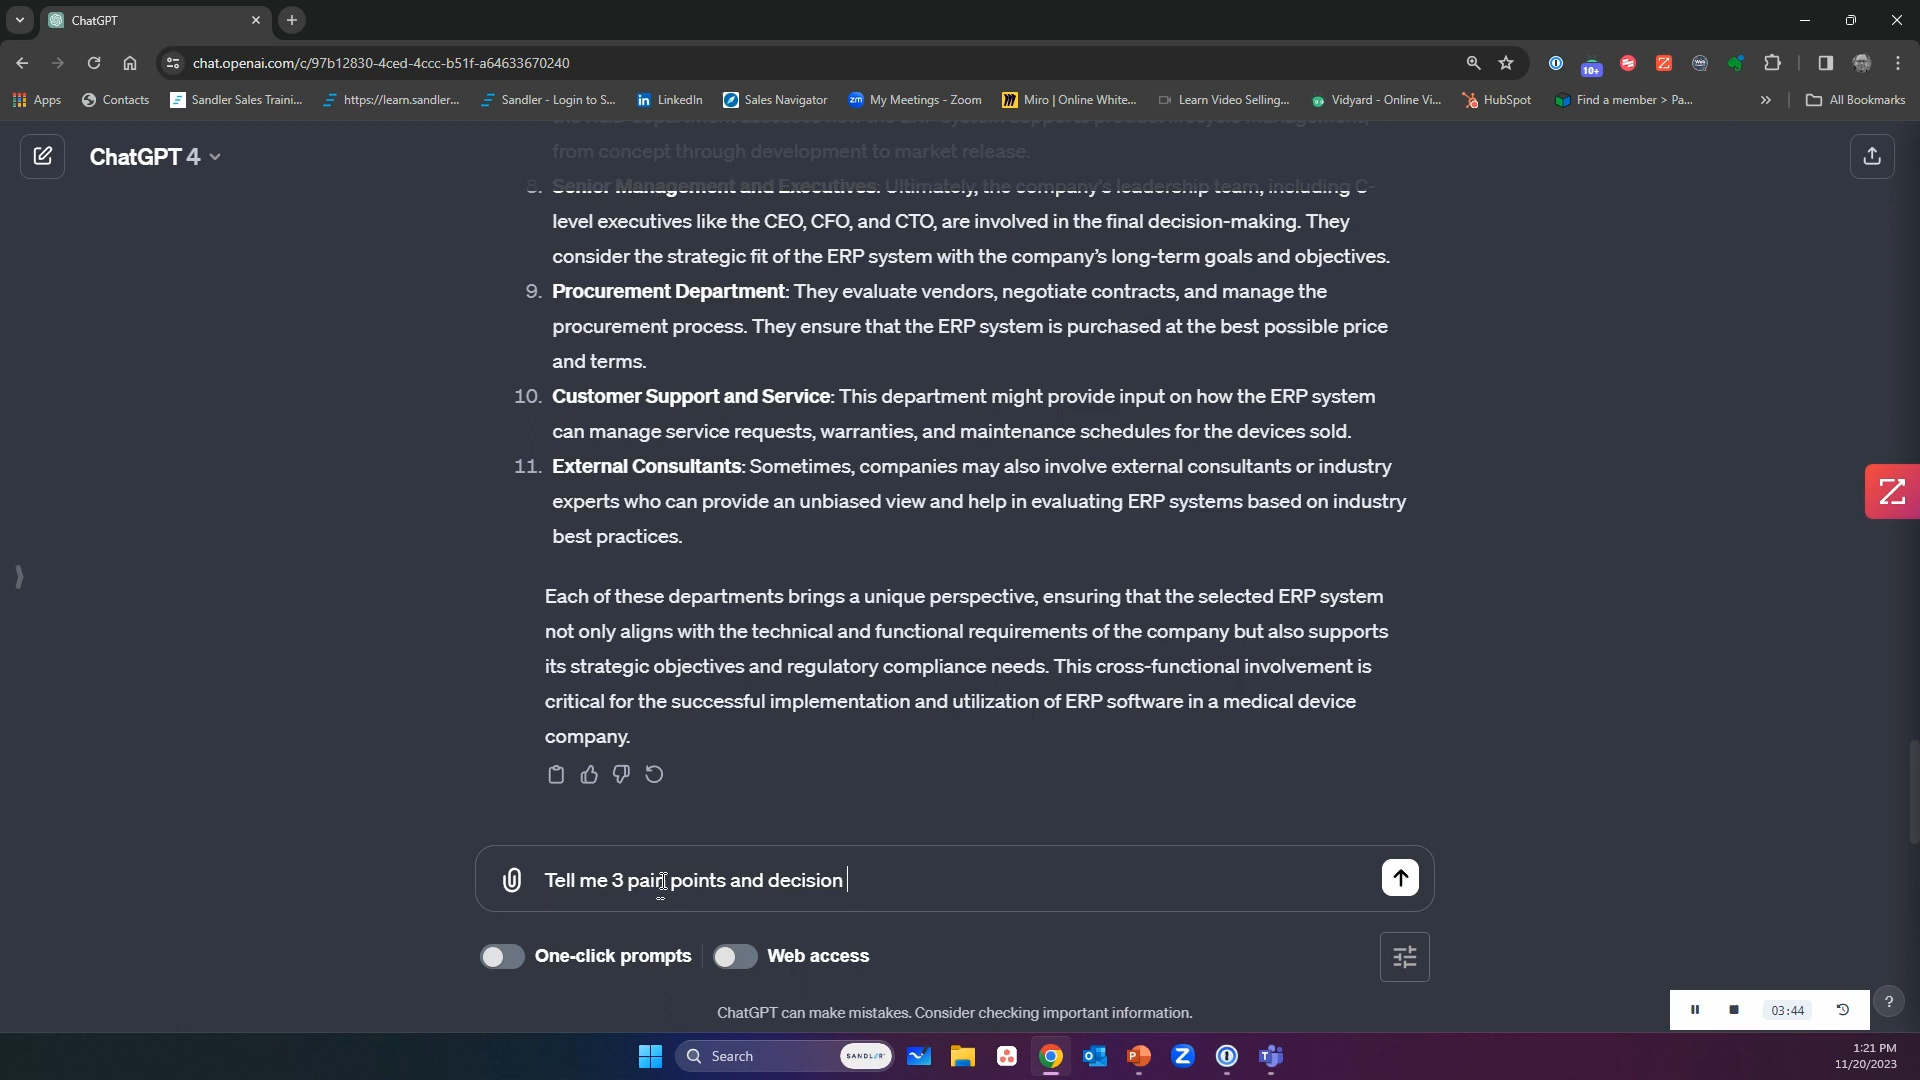 ChatGPT
chat.openai.com/c/97b12830-4ced-4ccc-b51f-a64633670240
10+
Apps
Contacts
Sandler Sales Traini...
https://learn.sandler...
Sandler - Login to S...
LinkedIn
Sales Navigator
My Meetings - Zoom
Miro | Online White...
Learn Video Selling...
Vidyard - Online Vi...
HubSpot
Find a member > Pa...
»
All Bookmarks
ChatGPT 4
from concept through development to market release.
8. Senior Management and Executives: Ultimately, the company's leadership team, including C-
level executives like the CEO, CFO, and CTO, are involved in the final decision-making. They
consider the strategic fit of the ERP system with the company's long-term goals and objectives.
9. Procurement Department: They evaluate vendors, negotiate contracts, and manage the
procurement process. They ensure that the ERP system is purchased at the best possible price
and terms.
10. Customer Support and Service: This department might provide input on how the ERP system
can manage service requests, warranties, and maintenance schedules for the devices sold.
11. External Consultants: Sometimes, companies may also involve external consultants or industry
experts who can provide an unbiased view and help in evaluating ERP systems based on industry
best practices.
Each of these departments brings a unique perspective, ensuring that the selected ERP system
not only aligns with the technical and functional requirements of the company but also supports
its strategic objectives and regulatory compliance needs. This cross-functional involvement is
critical for the successful implementation and utilization of ERP software in a medical device
company.
Tell me 3 pain points and decision
One-click prompts
Web access
ChatGPT can make mistakes. Consider checking important information.
03:44
?
Search
SANDLER
1:21 PM
11/20/2023